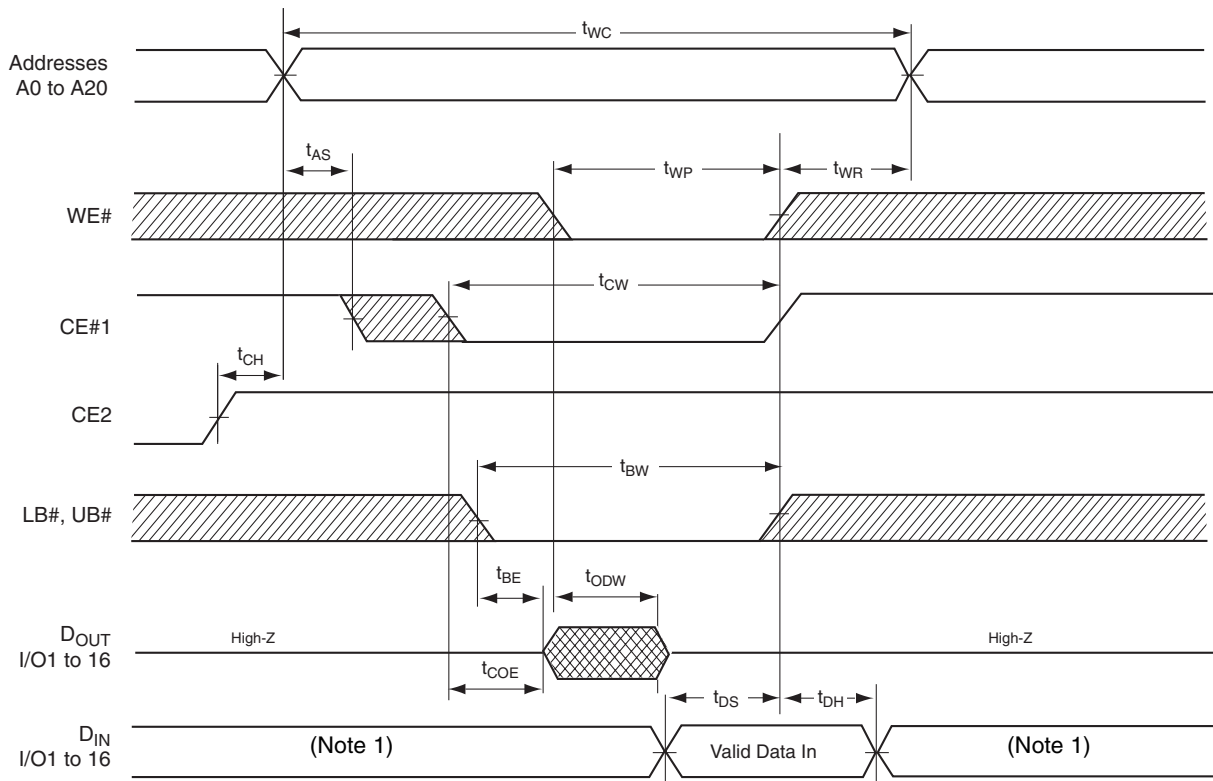 tWC
Addresses
A0 to A20
tAS
tWP
tWR
WE#
tCW
CE#1
tCH
CE2
tBW
LB#, UB#
tBE
tODW
DOUT
I/O1 to 16
High-Z
High-Z
tCOE
tDS
tDH
DIN
I/O1 to 16
(Note 1)
Valid Data In
(Note 1)